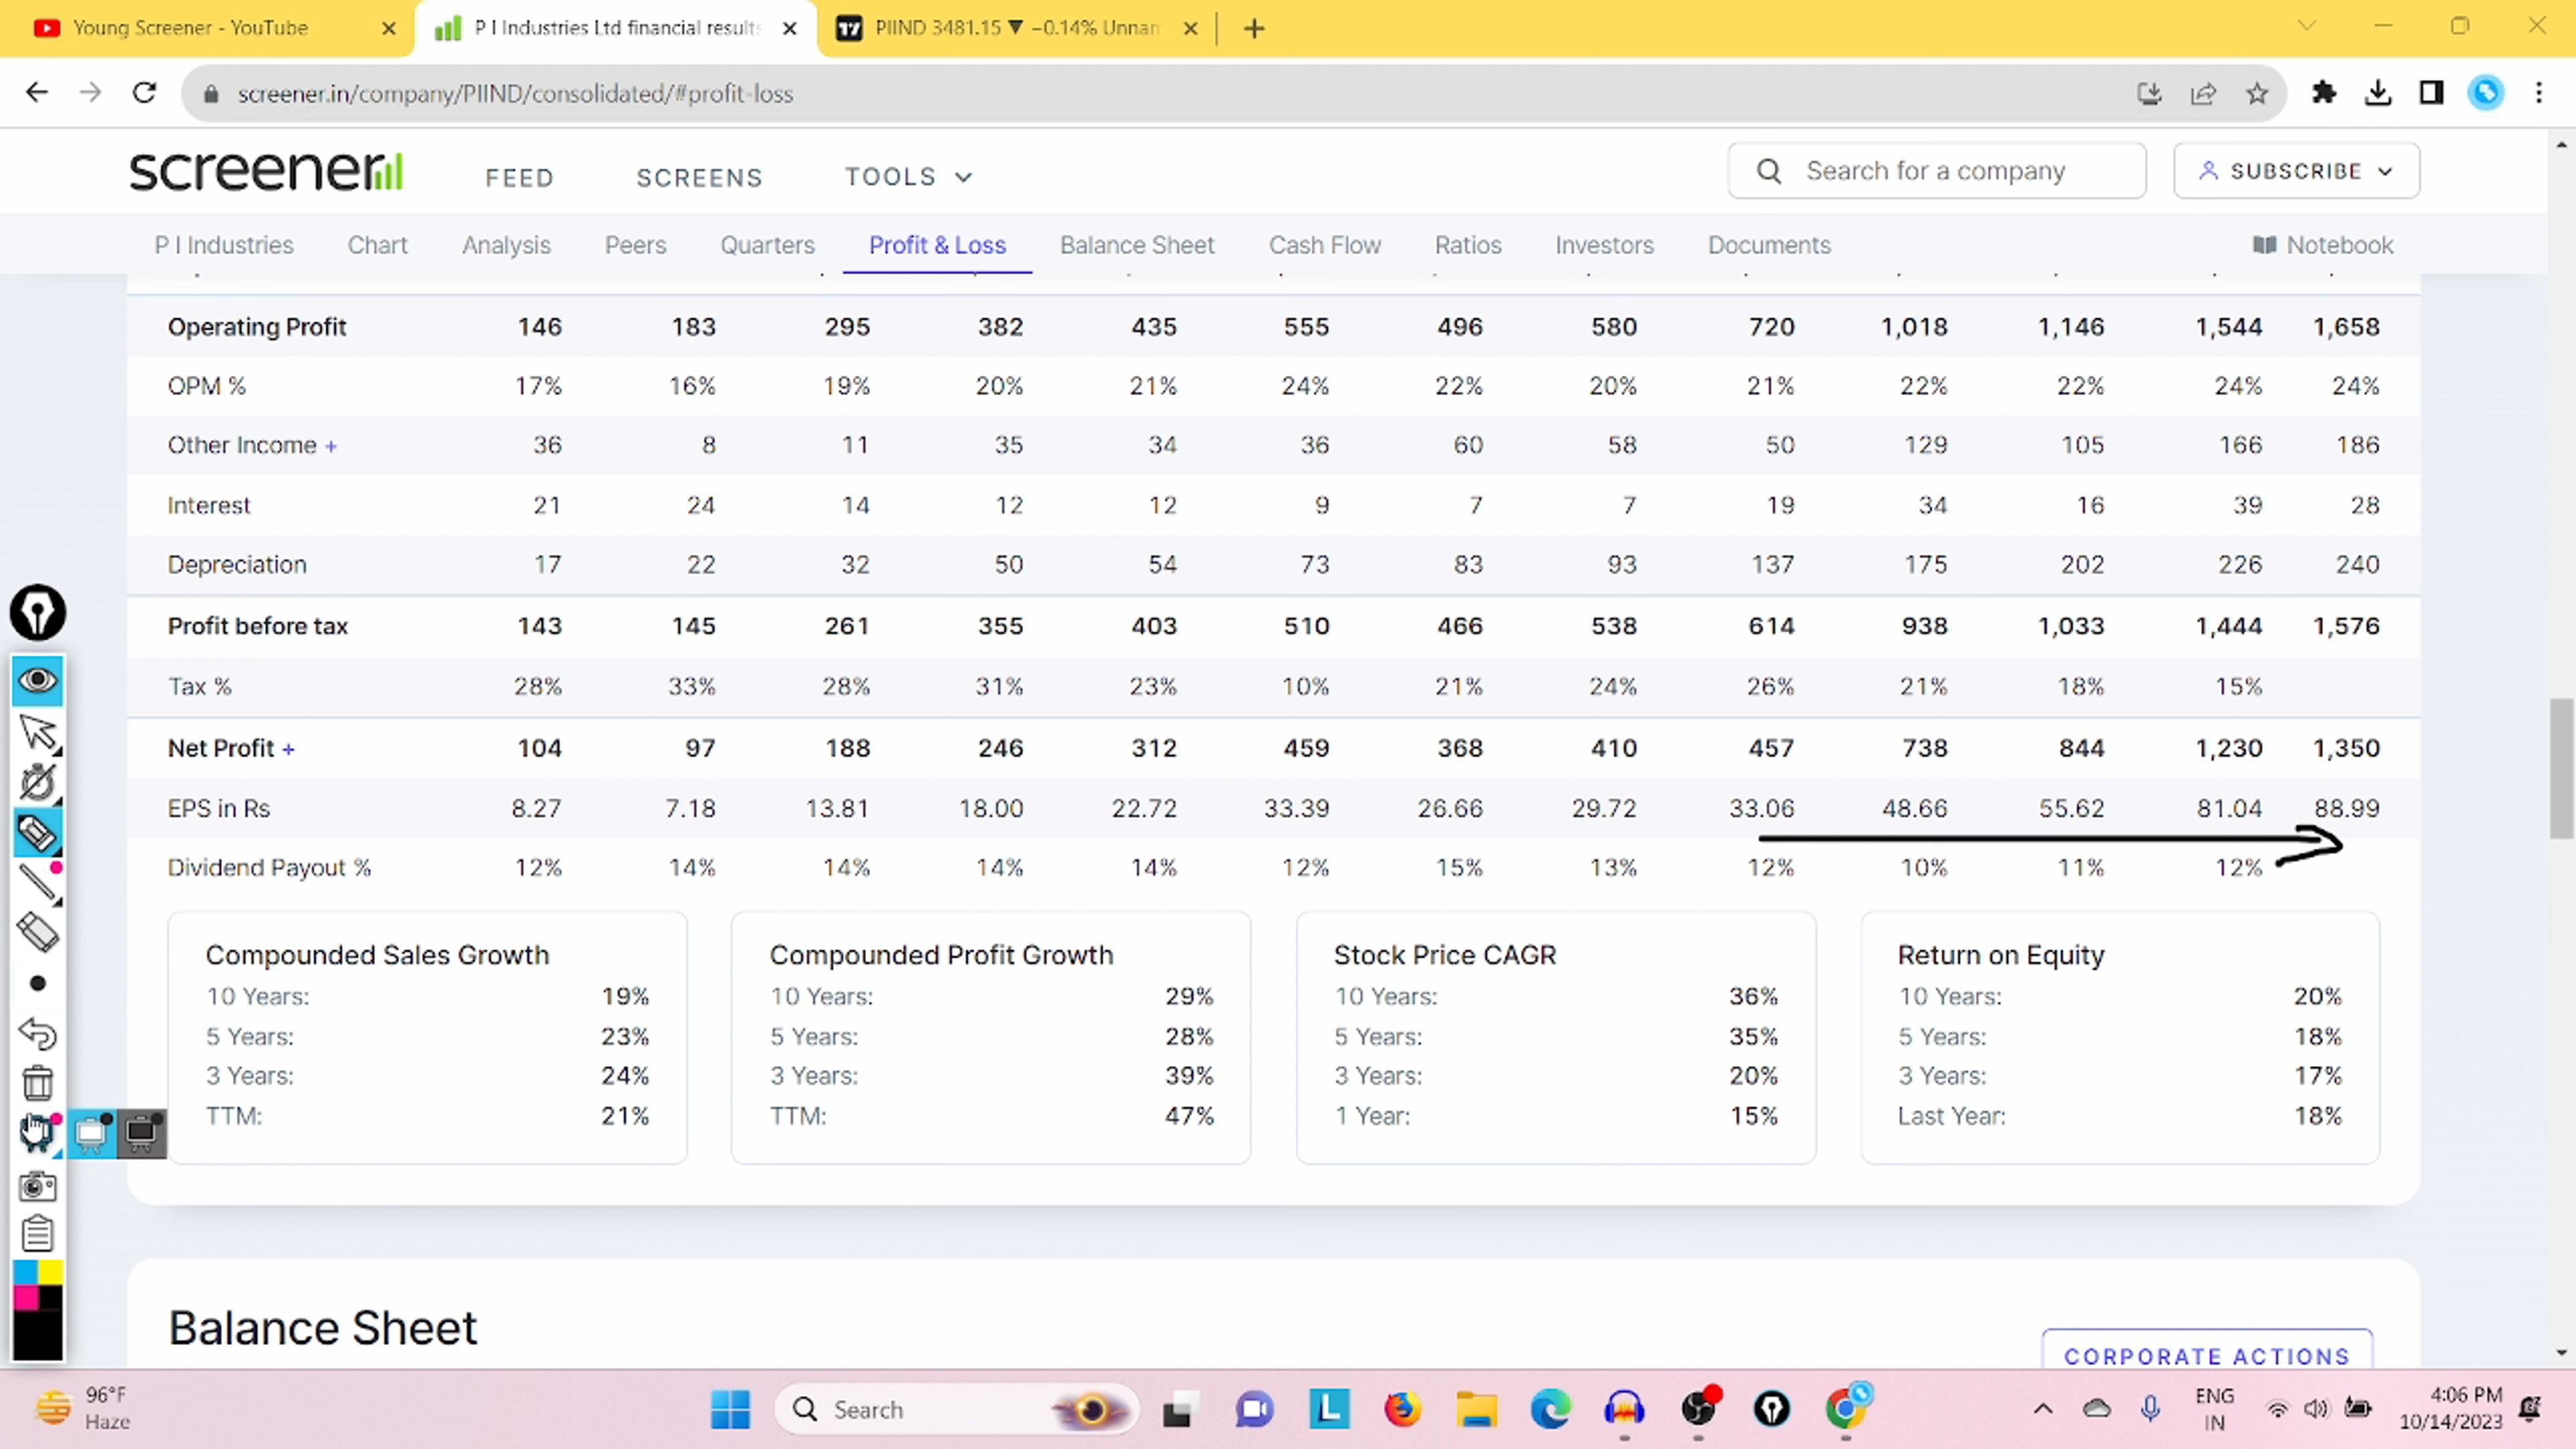 Young Screener - YouTube
P I Industries Ltd financial results
PIIND 3481.15 ▼ −0.14% Unnam
screener.in/company/PIIND/consolidated/#profit-loss
screener
FEED SCREENS TOOLS
Search for a company
SUBSCRIBE
P I Industries Chart Analysis Peers Quarters Profit & Loss Balance Sheet Cash Flow Ratios Investors Documents Notebook
Operating Profit 146 183 295 382 435 555 496 580 720 1,018 1,146 1,544 1,658
OPM % 17% 16% 19% 20% 21% 24% 22% 20% 21% 22% 22% 24% 24%
Other Income + 36 8 11 35 34 36 60 58 50 129 105 166 186
Interest 21 24 14 12 12 9 7 7 19 34 16 39 28
Depreciation 17 22 32 50 54 73 83 93 137 175 202 226 240
Profit before tax 143 145 261 355 403 510 466 538 614 938 1,033 1,444 1,576
Tax % 28% 33% 28% 31% 23% 10% 21% 24% 26% 21% 18% 15%
Net Profit + 104 97 188 246 312 459 368 410 457 738 844 1,230 1,350
EPS in Rs 8.27 7.18 13.81 18.00 22.72 33.39 26.66 29.72 33.06 48.66 55.62 81.04 88.99
Dividend Payout % 12% 14% 14% 14% 14% 12% 15% 13% 12% 10% 11% 12%
Compounded Sales Growth
10 Years: 19%
5 Years: 23%
3 Years: 24%
TTM: 21%
Compounded Profit Growth
10 Years: 29%
5 Years: 28%
3 Years: 39%
TTM: 47%
Stock Price CAGR
10 Years: 36%
5 Years: 35%
3 Years: 20%
1 Year: 15%
Return on Equity
10 Years: 20%
5 Years: 18%
3 Years: 17%
Last Year: 18%
Balance Sheet
CORPORATE ACTIONS
96°F
Haze
Search
L
ENG
IN
4:06 PM
10/14/2023